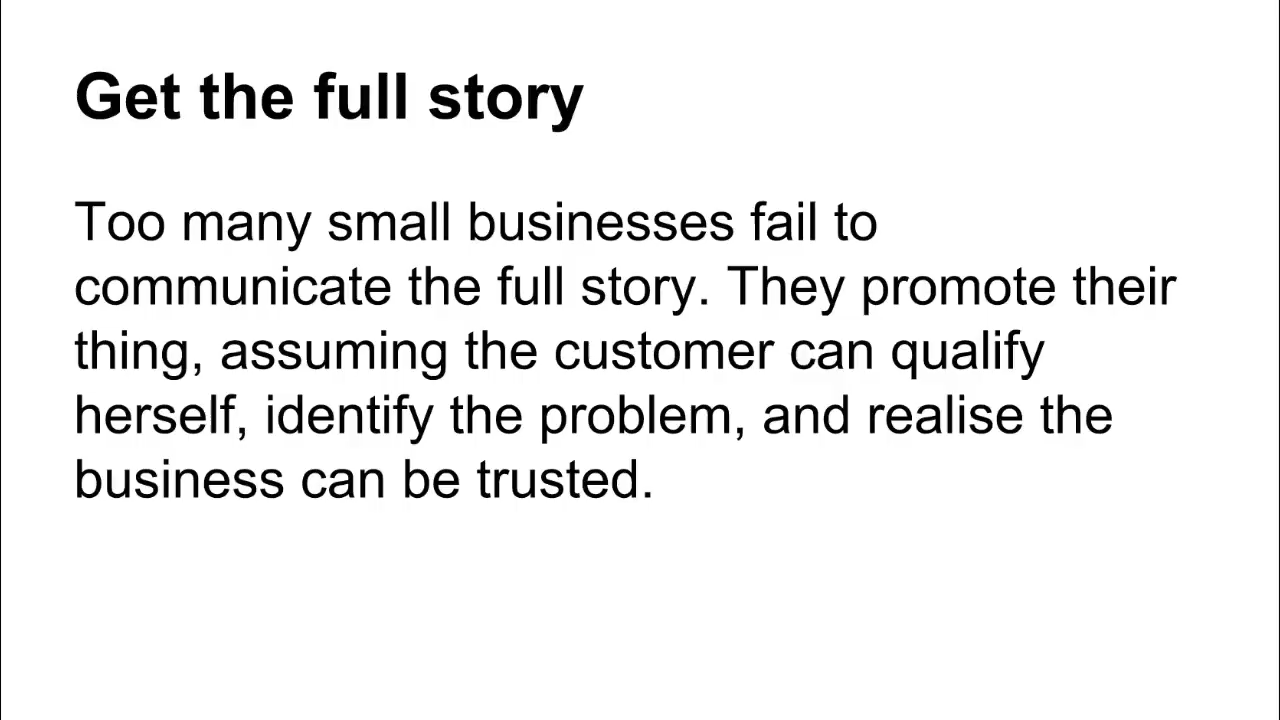 Get the full story
Too many small businesses fail to
communicate the full story. They promote their
thing, assuming the customer can qualify
herself, identify the problem, and realise the
business can be trusted.